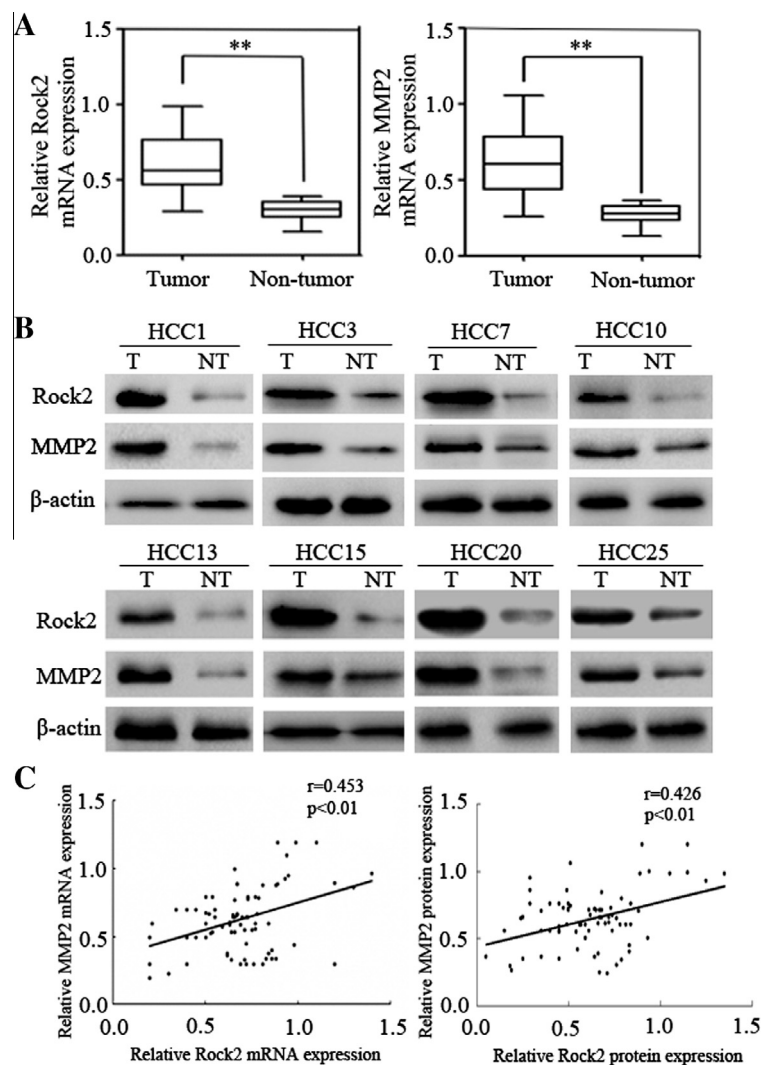 A
Relative Rock2
mRNA expression
1.5
1.0
0.5
0.0
**
Tumor
Non-tumor
Relative MMP2
mRNA expression
1.5
1.0
0.5
0.0
**
Tumor
Non-tumor
B
HCC1
HCC3
HCC7
HCC10
T
NT
T
NT
T
NT
T
NT
Rock2
MMP2
β-actin
HCC13
HCC15
HCC20
HCC25
T
NT
T
NT
T
NT
T
NT
Rock2
MMP2
β-actin
C
Relative MMP2 mRNA expression
1.5
1.0
0.5
0.0
r=0.453
p<0.01
0.0
0.5
1.0
1.5
Relative Rock2 mRNA expression
Relative MMP2 protein expression
1.5
1.0
0.5
0.0
r=0.426
p<0.01
0.0
0.5
1.0
1.5
Relative Rock2 protein expression